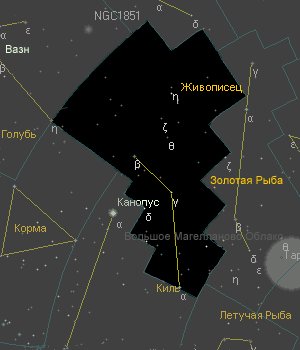 NGC1851
α
δ
ε
α
Вазн
Живописец
γ
η
α
η
ζ
Голубь
θ
β
ζ
Золотая Рыба
Канопус
γ
δ
α
Корма
Большое Магелланово Облако
β
θ
Тар
δ
ε
Киль
α
Летучая Рыба